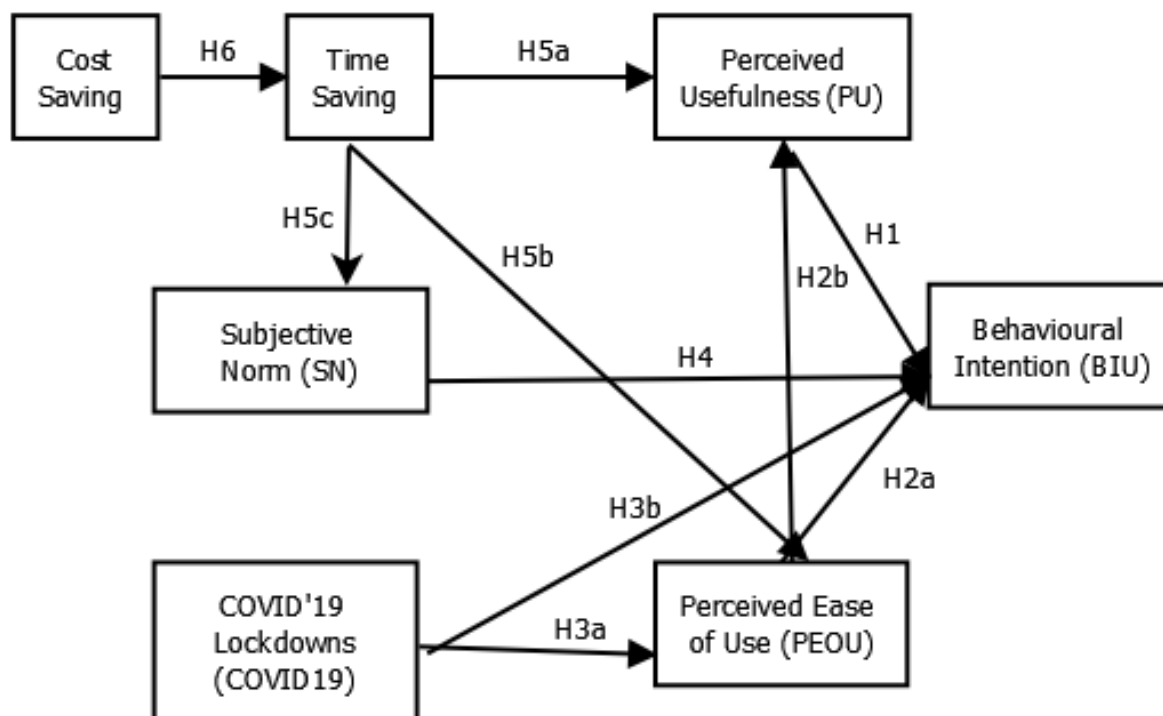 Cost
Saving
H6
Time
Saving
H5a
Perceived
Usefulness (PU)
H5c
H5b
H2b
H1
Subjective
Norm (SN)
H4
Behavioural
Intention (BIU)
H3b
H2a
COVID'19
Lockdowns
(COVID19)
H3a
Perceived Ease
of Use (PEOU)